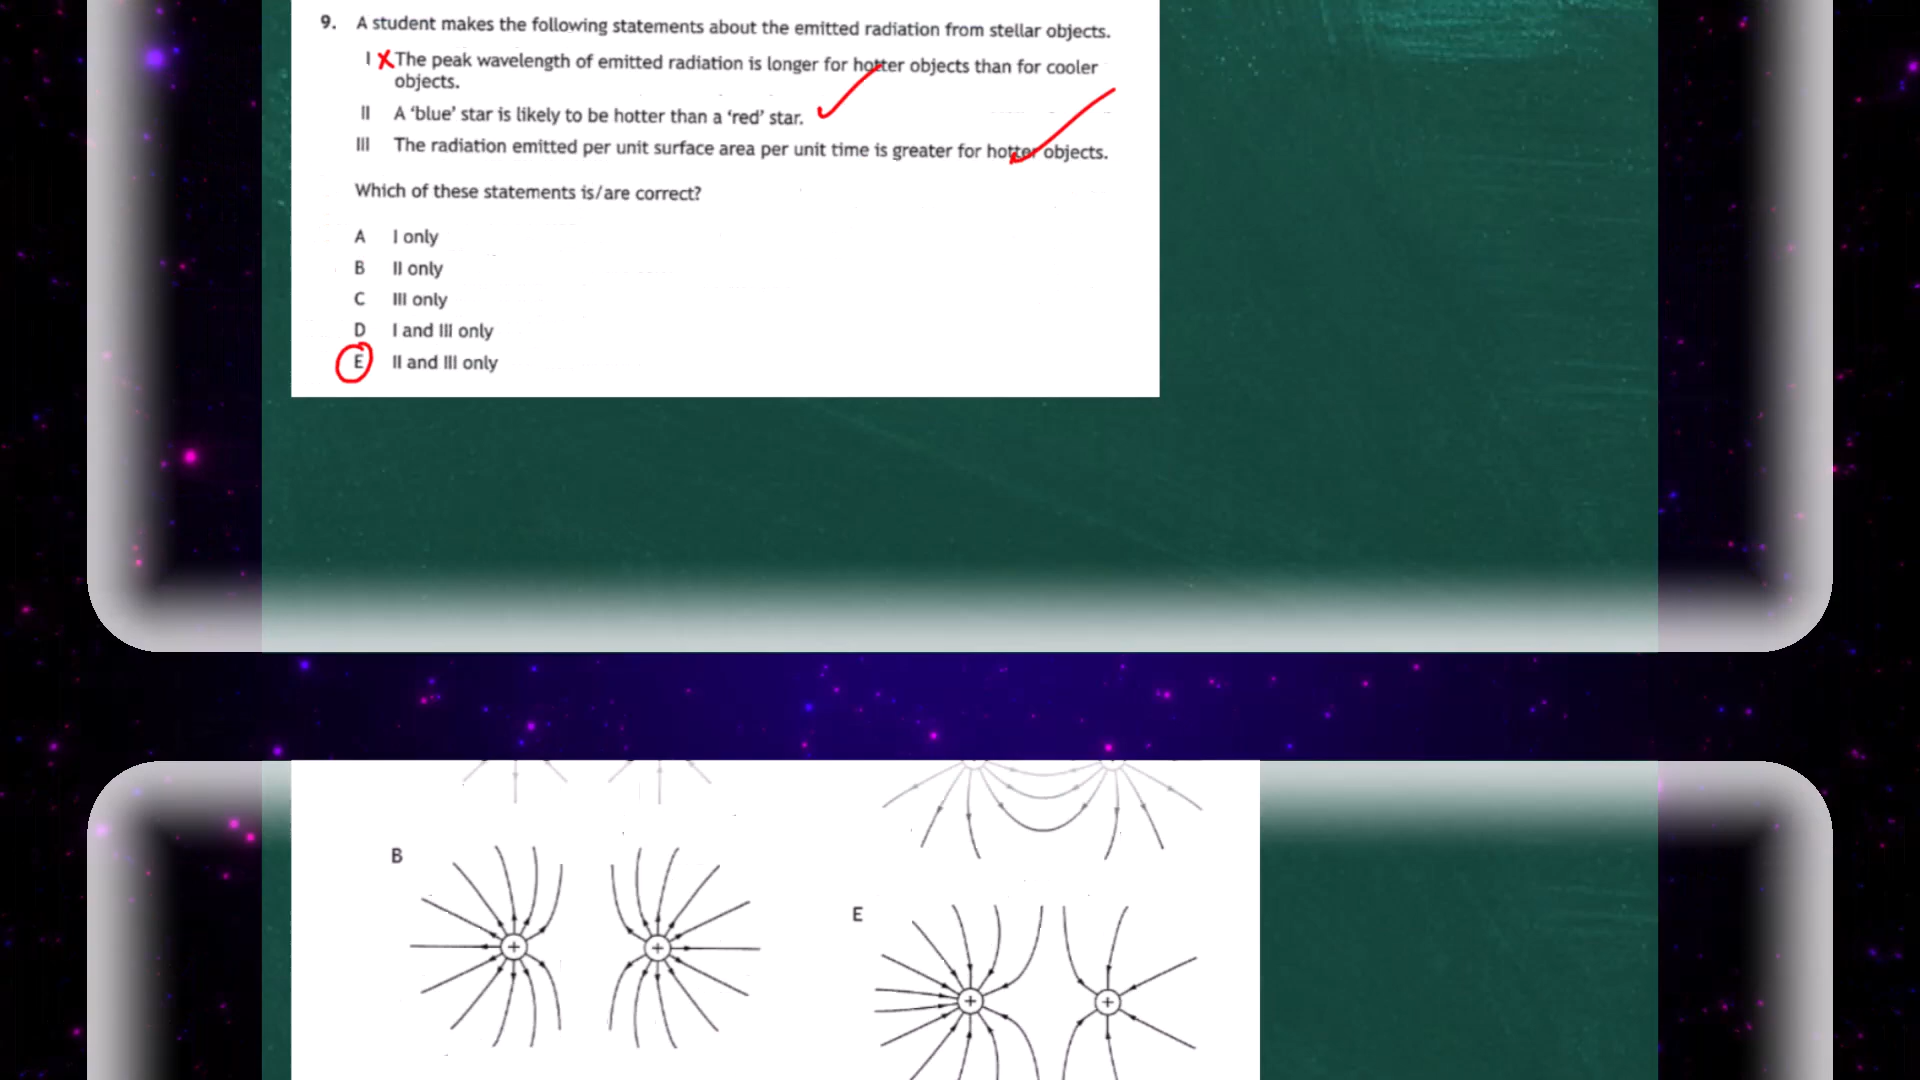 9. A student makes the following statements about the emitted radiation from stellar objects.
I The peak wavelength of emitted radiation is longer for hotter objects than for cooler
objects.
II A ‘blue’ star is likely to be hotter than a ‘red’ star.
III The radiation emitted per unit surface area per unit time is greater for hotter objects.
Which of these statements is/are correct?
A I only
B II only
C III only
D I and III only
E II and III only
B
+ +
E
+ +